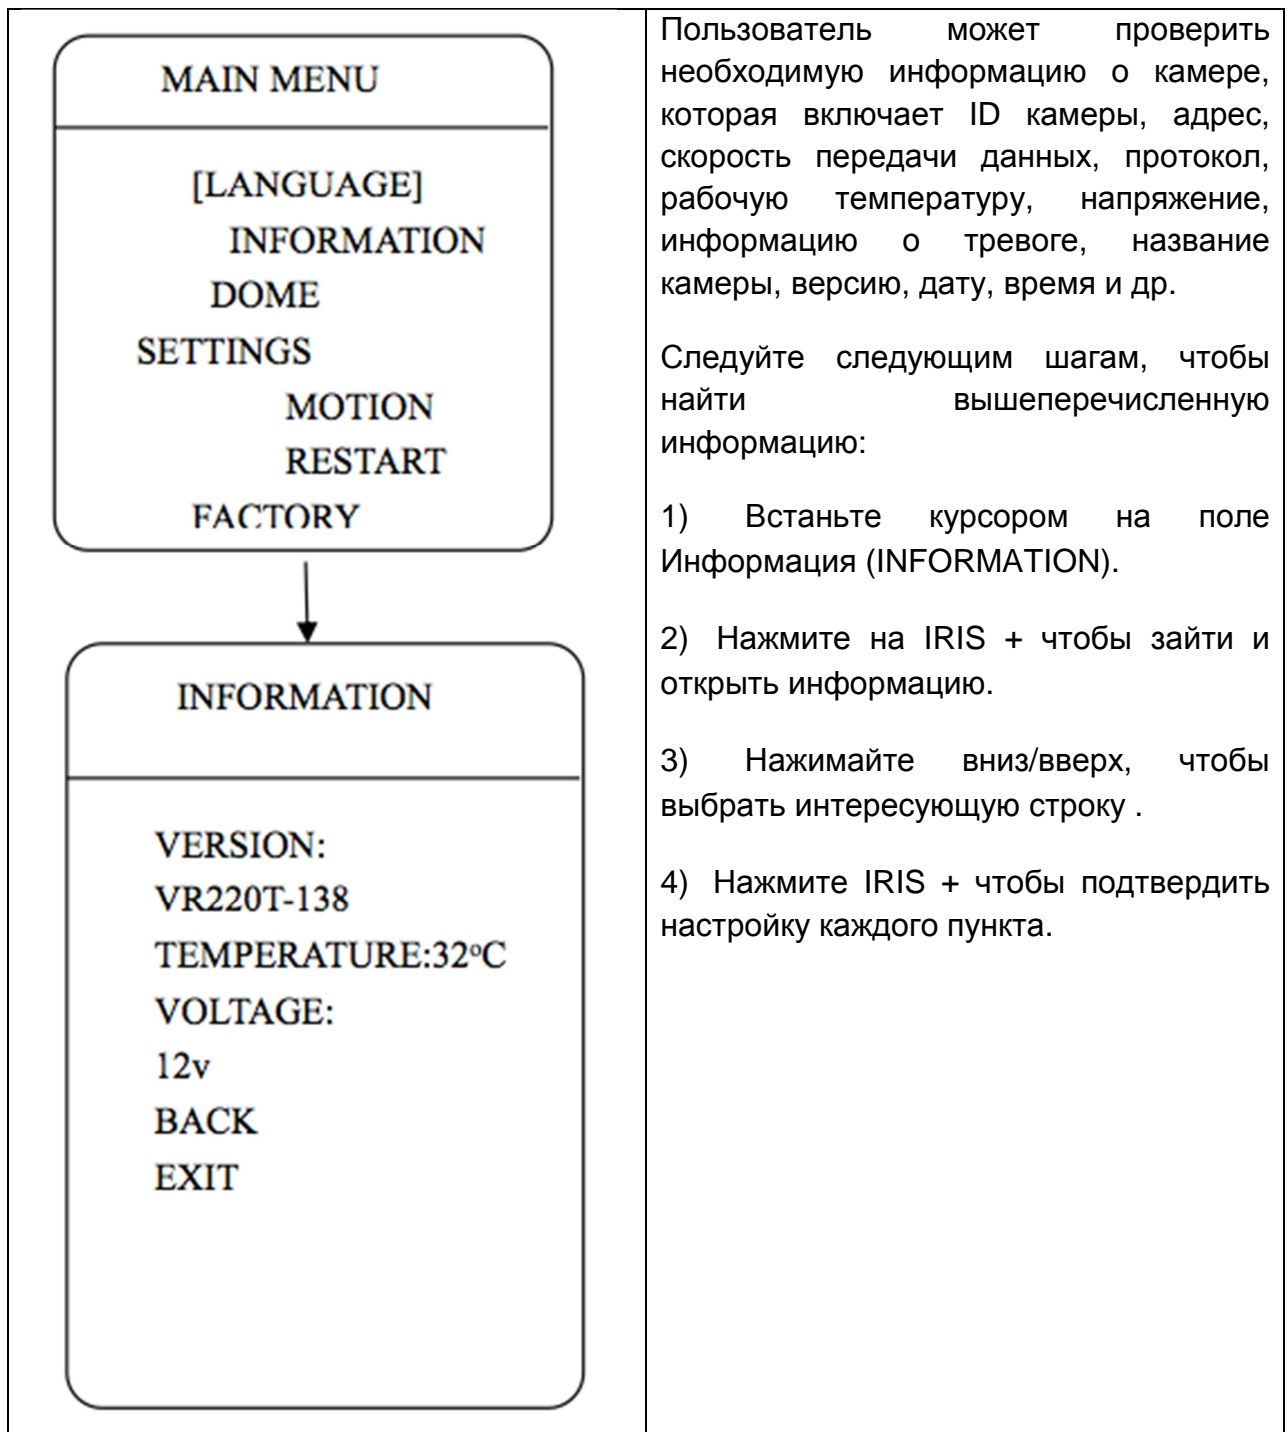 MAIN MENU
[LANGUAGE]
INFORMATION
DOME
SETTINGS
MOTION
RESTART
FACTORY
INFORMATION
VERSION:
VR220T-138
TEMPERATURE:32°C
VOLTAGE:
12v
BACK
EXIT
Пользователь может проверить
необходимую информацию о камере,
которая включает ID камеры, адрес,
скорость передачи данных, протокол,
рабочую температуру, напряжение,
информацию о тревоге, название
камеры, версию, дату, время и др.
Следуйте следующим шагам, чтобы
найти вышеперечисленную
информацию:
1) Встаньте курсором на поле
Информация (INFORMATION).
2) Нажмите на IRIS + чтобы зайти и
открыть информацию.
3) Нажимайте вниз/вверх, чтобы
выбрать интересующую строку .
4) Нажмите IRIS + чтобы подтвердить
настройку каждого пункта.